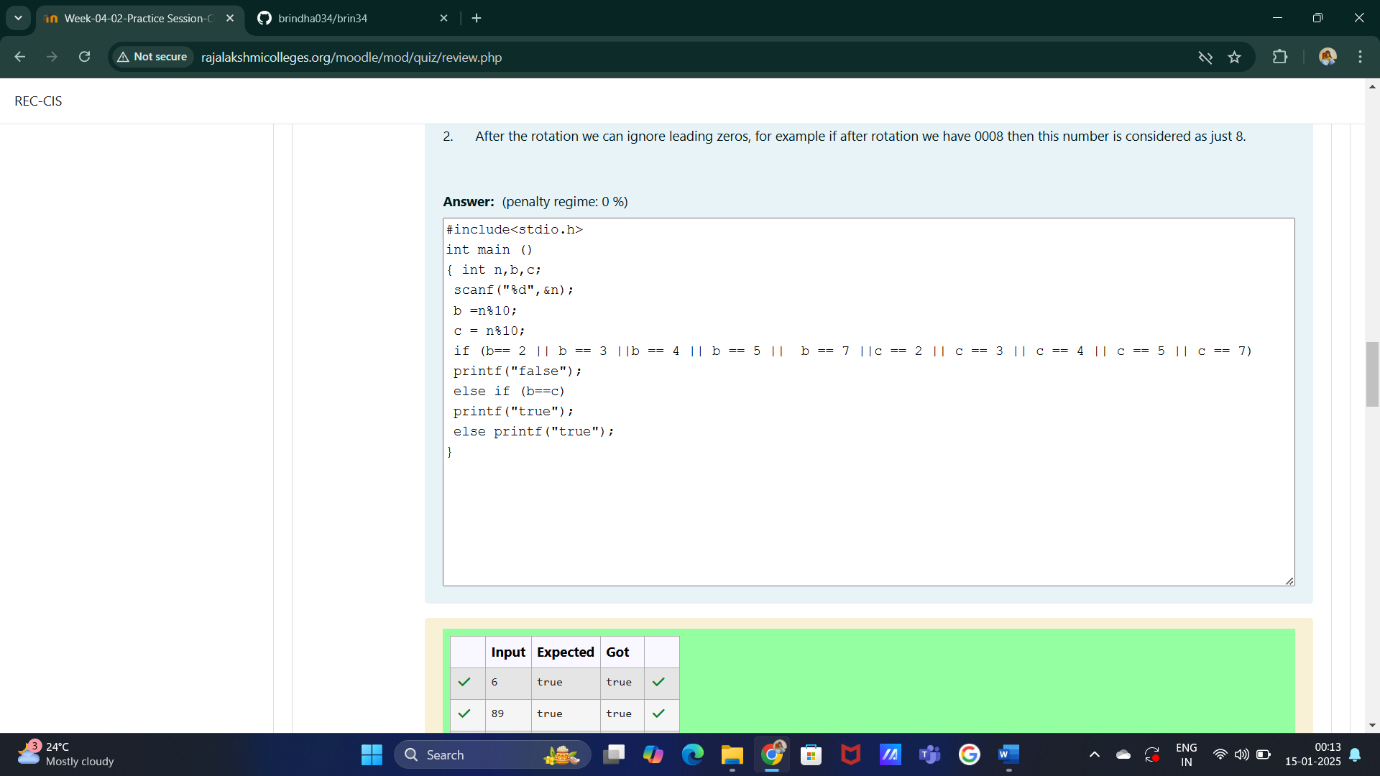 Week-04-02-Practice Session-C
brindha034/brin34
Not secure
rajalakshmicolleges.org/moodle/mod/quiz/review.php
REC-CIS
2. After the rotation we can ignore leading zeros, for example if after rotation we have 0008 then this number is considered as just 8.
Answer: (penalty regime: 0 %)
#include<stdio.h>
int main ()
{ int n,b,c;
scanf("%d",&n);
b =n%10;
c = n%10;
if (b== 2 || b == 3 ||b == 4 || b == 5 ||  b == 7 ||c == 2 || c == 3 || c == 4 || c == 5 || c == 7)
printf("false");
else if (b==c)
printf("true");
else printf("true");
}
Input Expected Got
6 true true
89 true true
3 24°C
Mostly cloudy
Search
ENG
IN
00:13
15-01-2025